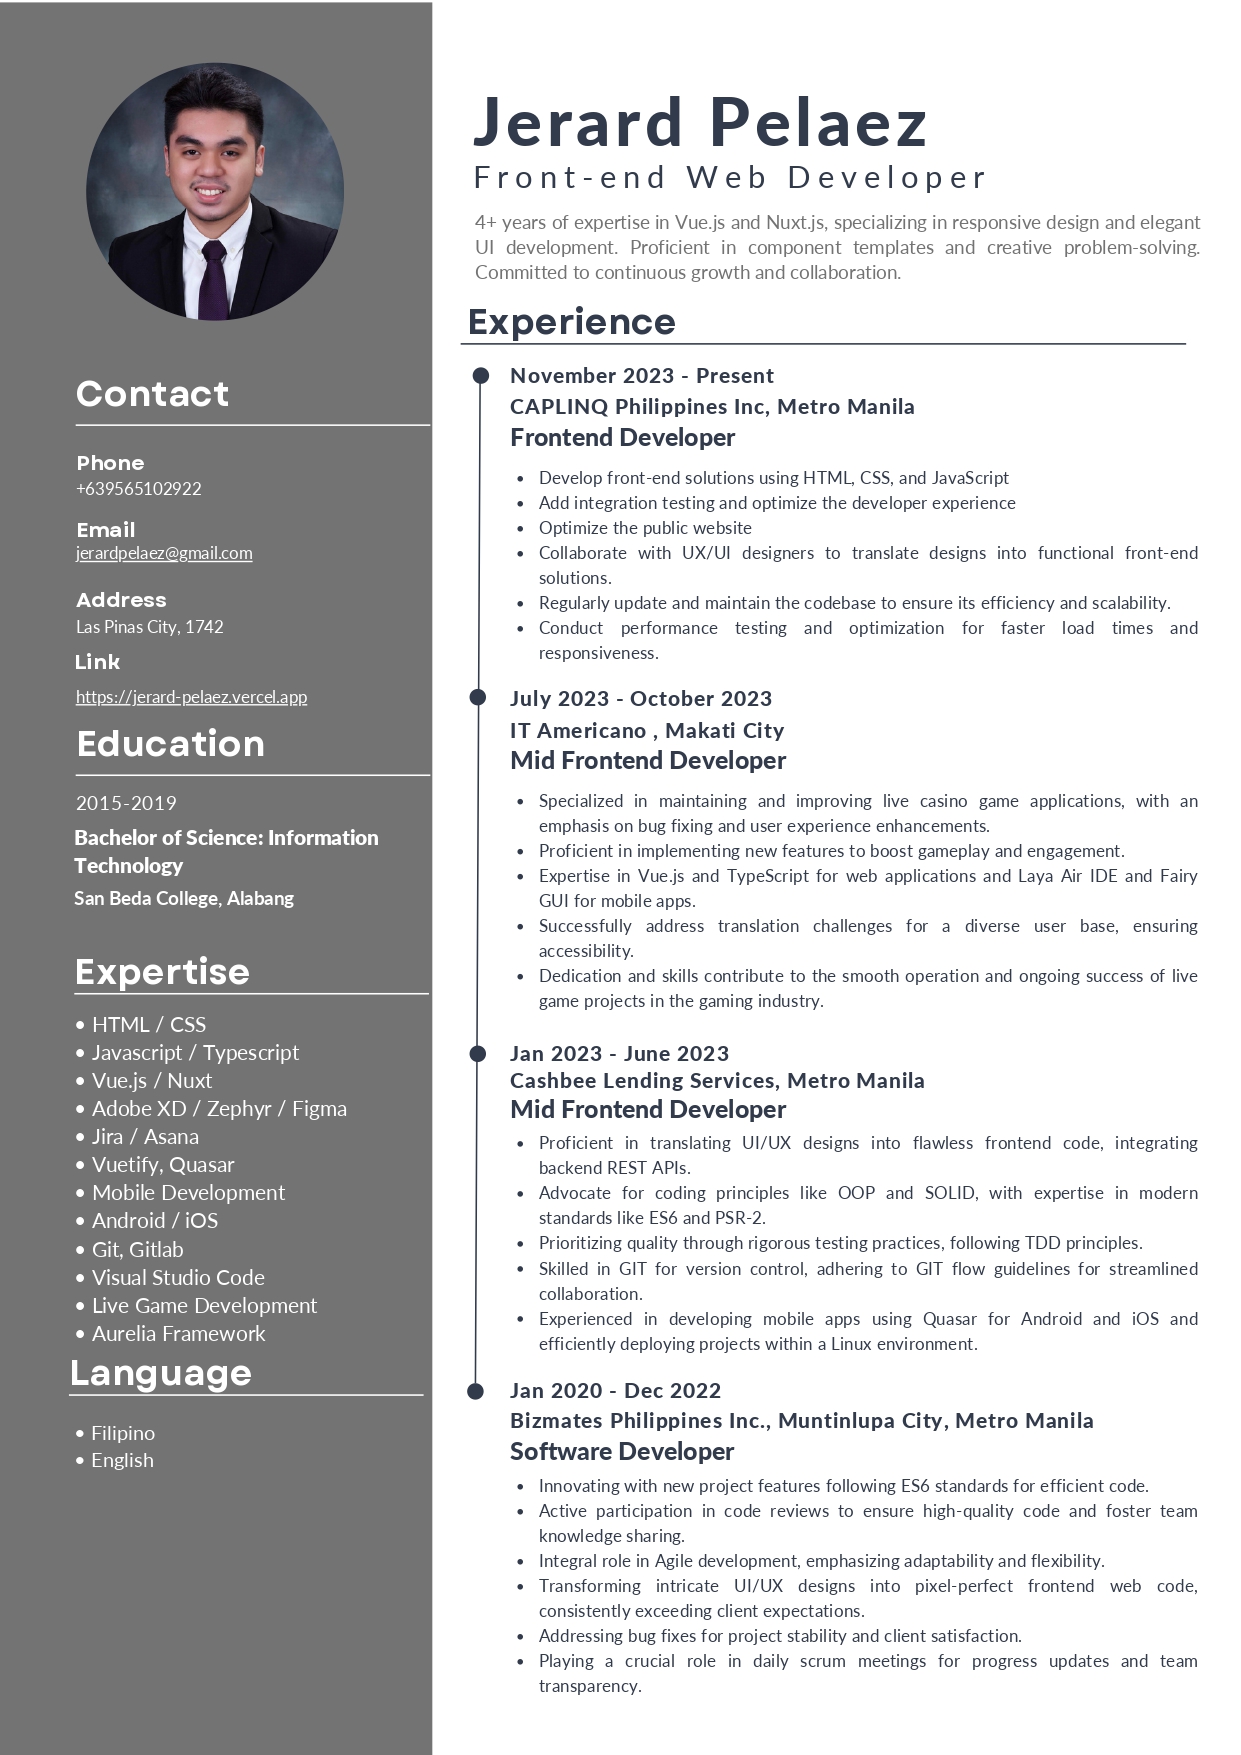 Jerard Pelaez
Front-end Web Developer
4+ years of expertise in Vue.js and Nuxt.js, specializing in responsive design and elegant
UI development. Proficient in component templates and creative problem-solving.
Committed to continuous growth and collaboration.
Contact
Phone
+639565102922
Email
jerardpelaez@gmail.com
Address
Las Pinas City, 1742
Link
https://jerard-pelaez.vercel.app
Education
2015-2019
Bachelor of Science: Information
Technology
San Beda College, Alabang
Expertise
• HTML / CSS
• Javascript / Typescript
• Vue.js / Nuxt
• Adobe XD / Zephyr / Figma
• Jira / Asana
• Vuetify, Quasar
• Mobile Development
• Android / iOS
• Git, Gitlab
• Visual Studio Code
• Live Game Development
• Aurelia Framework
Language
• Filipino
• English
Experience
November 2023 - Present
CAPLINQ Philippines Inc, Metro Manila
Frontend Developer
• Develop front-end solutions using HTML, CSS, and JavaScript
• Add integration testing and optimize the developer experience
• Optimize the public website
• Collaborate with UX/UI designers to translate designs into functional front-end
solutions.
• Regularly update and maintain the codebase to ensure its efficiency and scalability.
• Conduct performance testing and optimization for faster load times and
responsiveness.
July 2023 - October 2023
IT Americano , Makati City
Mid Frontend Developer
• Specialized in maintaining and improving live casino game applications, with an
emphasis on bug fixing and user experience enhancements.
• Proficient in implementing new features to boost gameplay and engagement.
• Expertise in Vue.js and TypeScript for web applications and Laya Air IDE and Fairy
GUI for mobile apps.
• Successfully address translation challenges for a diverse user base, ensuring
accessibility.
• Dedication and skills contribute to the smooth operation and ongoing success of live
game projects in the gaming industry.
Jan 2023 - June 2023
Cashbee Lending Services, Metro Manila
Mid Frontend Developer
• Proficient in translating UI/UX designs into flawless frontend code, integrating
backend REST APIs.
• Advocate for coding principles like OOP and SOLID, with expertise in modern
standards like ES6 and PSR-2.
• Prioritizing quality through rigorous testing practices, following TDD principles.
• Skilled in GIT for version control, adhering to GIT flow guidelines for streamlined
collaboration.
• Experienced in developing mobile apps using Quasar for Android and iOS and
efficiently deploying projects within a Linux environment.
Jan 2020 - Dec 2022
Bizmates Philippines Inc., Muntinlupa City, Metro Manila
Software Developer
• Innovating with new project features following ES6 standards for efficient code.
• Active participation in code reviews to ensure high-quality code and foster team
knowledge sharing.
• Integral role in Agile development, emphasizing adaptability and flexibility.
• Transforming intricate UI/UX designs into pixel-perfect frontend web code,
consistently exceeding client expectations.
• Addressing bug fixes for project stability and client satisfaction.
• Playing a crucial role in daily scrum meetings for progress updates and team
transparency.